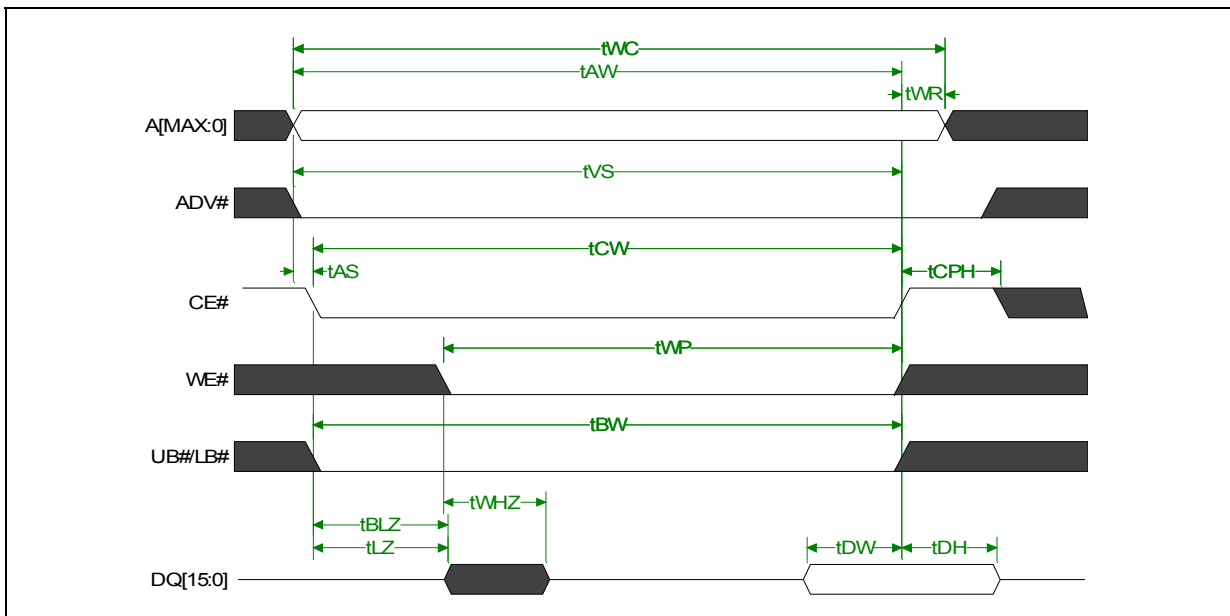 tWC
tAW
tWR
A[MAX:0]
tVS
ADV#
tCW
tAS
tCPH
CE#
tWP
WE#
tBW
UB#/LB#
tWHZ
tBLZ
tLZ
tDW
tDH
DQ[15:0]